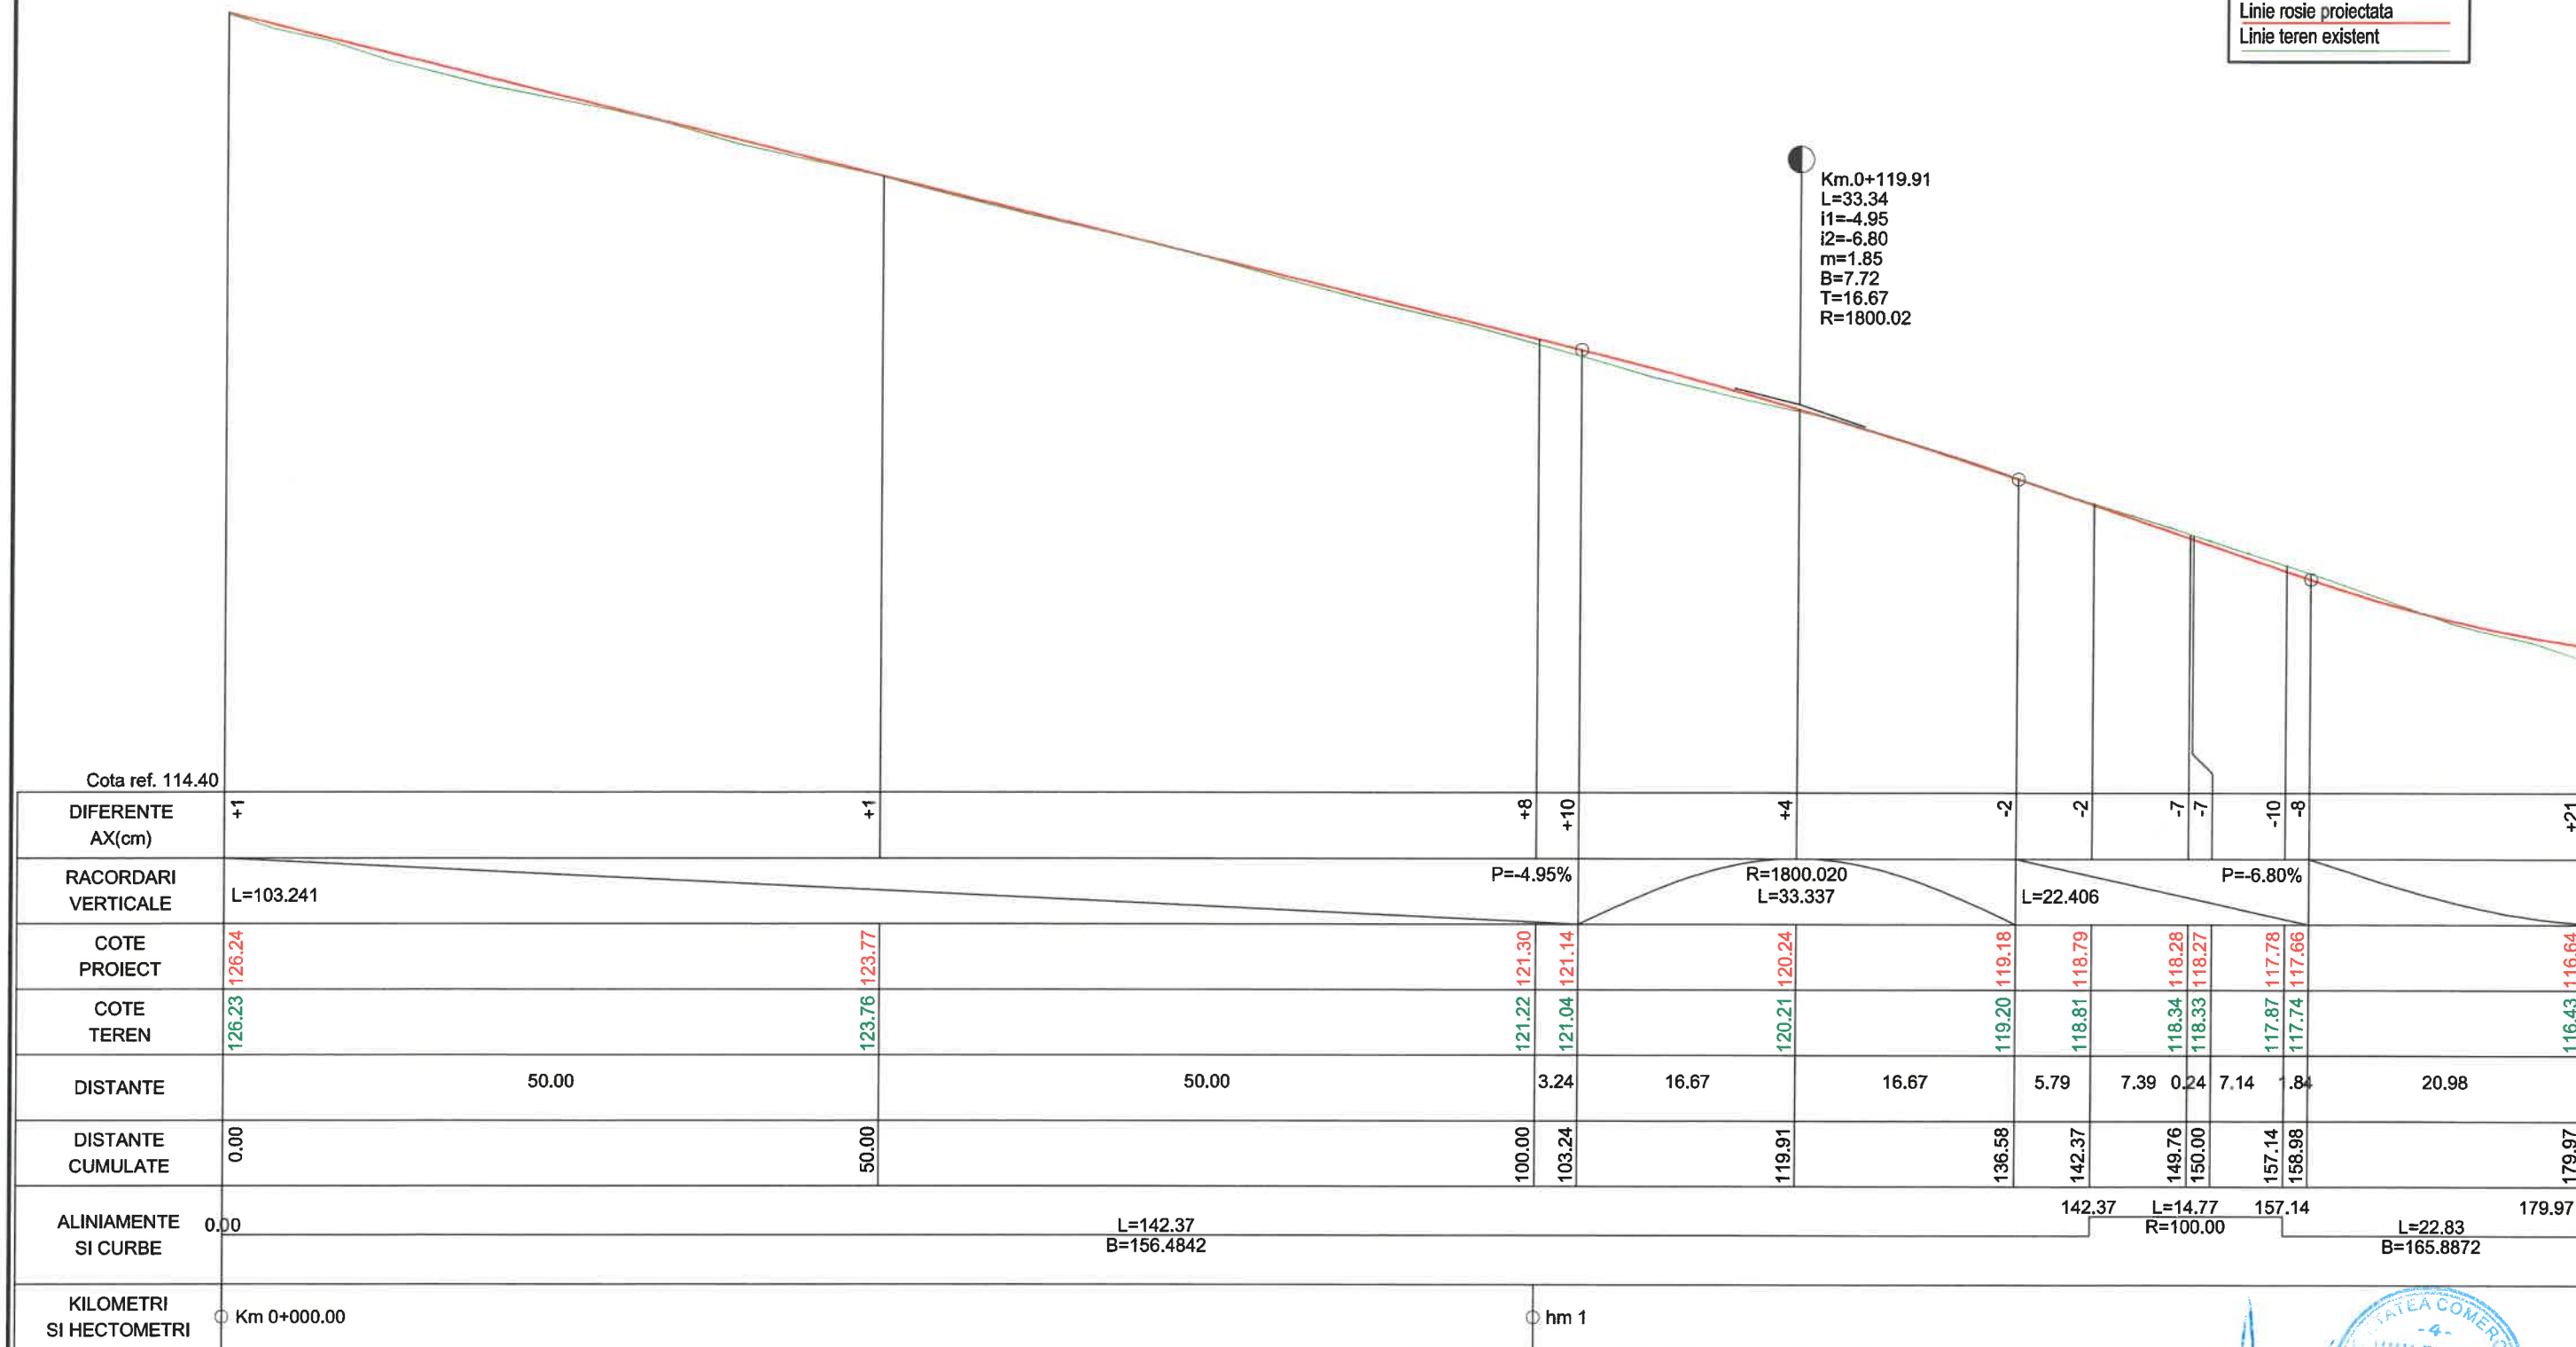 Linie rosie proiectata
Linie teren existent
Km.0+119.91
L=33.34
i1=-4.95
i2=-6.80
m=1.85
B=7.72
T=16.67
R=1800.02
Cota ref. 114.40
DIFERENTE
AX(cm)
+1 +1 +8 +10 +4 -2 -2 -7 -7 -10 -8 +21
RACORDARI
VERTICALE
L=103.241
P=-4.95%
R=1800.020
L=33.337
L=22.406
P=-6.80%
COTE
PROIECT
126.24 123.77 121.30 121.14 120.24 119.18 118.79 118.28 118.27 117.78 117.66 116.64
COTE
TEREN
126.23 123.76 121.22 121.04 120.21 119.20 118.81 118.34 118.33 117.87 117.74 116.43
DISTANTE
50.00 50.00 3.24 16.67 16.67 5.79 7.39 0.24 7.14 1.84 20.98
DISTANTE
CUMULATE
0.00 50.00 100.00 103.24 119.91 136.58 142.37 149.76 150.00 157.14 158.98 179.97
ALINIAMENTE
SI CURBE
0.00
L=142.37
B=156.4842
142.37 L=14.77 157.14
R=100.00
179.97
L=22.83
B=165.8872
KILOMETRI
SI HECTOMETRI
Km 0+000.00
hm 1
-4-